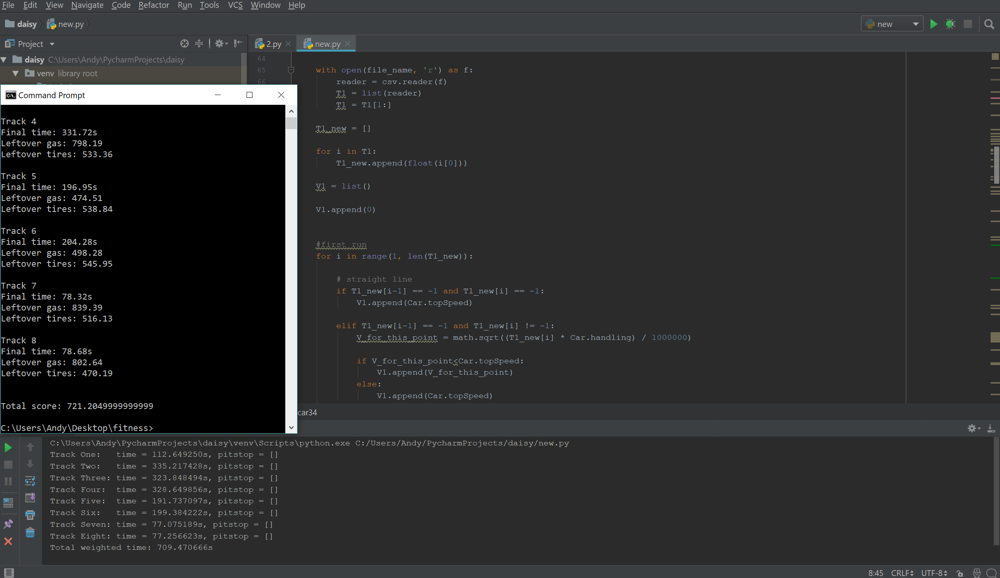 File Edit View Navigate Code Refactor Run Tools VCS Window Help
daisy new.py
new
Project
2.py new.py
daisy C:\Users\Andy\PycharmProjects\daisy
venv library root
Command Prompt
Track 4
Final time: 331.72s
Leftover gas: 798.19
Leftover tires: 533.36
Track 5
Final time: 196.95s
Leftover gas: 474.51
Leftover tires: 538.84
Track 6
Final time: 204.28s
Leftover gas: 498.28
Leftover tires: 545.95
Track 7
Final time: 78.32s
Leftover gas: 839.39
Leftover tires: 516.13
Track 8
Final time: 78.68s
Leftover gas: 802.64
Leftover tires: 470.19
Total score: 721.2049999999999
C:\Users\Andy\Desktop\fitness>
64
65
66
with open(file_name, 'r') as f:
reader = csv.reader(f)
T1 = list(reader)
T1 = T1[1:]
T1_new = []
for i in T1:
T1_new.append(float(i[0]))
V1 = list()
V1.append(0)
#first run
for i in range(1, len(T1_new)):
# straight line
if T1_new[i-1] == -1 and T1_new[i] == -1:
V1.append(Car.topSpeed)
elif T1_new[i-1] == -1 and T1_new[i] != -1:
V_for_this_point = math.sqrt((T1_new[i] * Car.handling) / 1000000)
if V_for_this_point<Car.topSpeed:
V1.append(V_for_this_point)
else:
V1.append(Car.topSpeed)
car34
C:\Users\Andy\PycharmProjects\daisy\venv\Scripts\python.exe C:/Users/Andy/PycharmProjects/daisy/new.py
Track One: time = 112.649250s, pitstop = []
Track Two: time = 335.217428s, pitstop = []
Track Three: time = 323.848494s, pitstop = []
Track Four: time = 328.649856s, pitstop = []
Track Five: time = 191.737097s, pitstop = []
Track Six: time = 199.384222s, pitstop = []
Track Seven: time = 77.075189s, pitstop = []
Track Eight: time = 77.256623s, pitstop = []
Total weighted time: 709.470666s
8:45 CRLF UTF-8